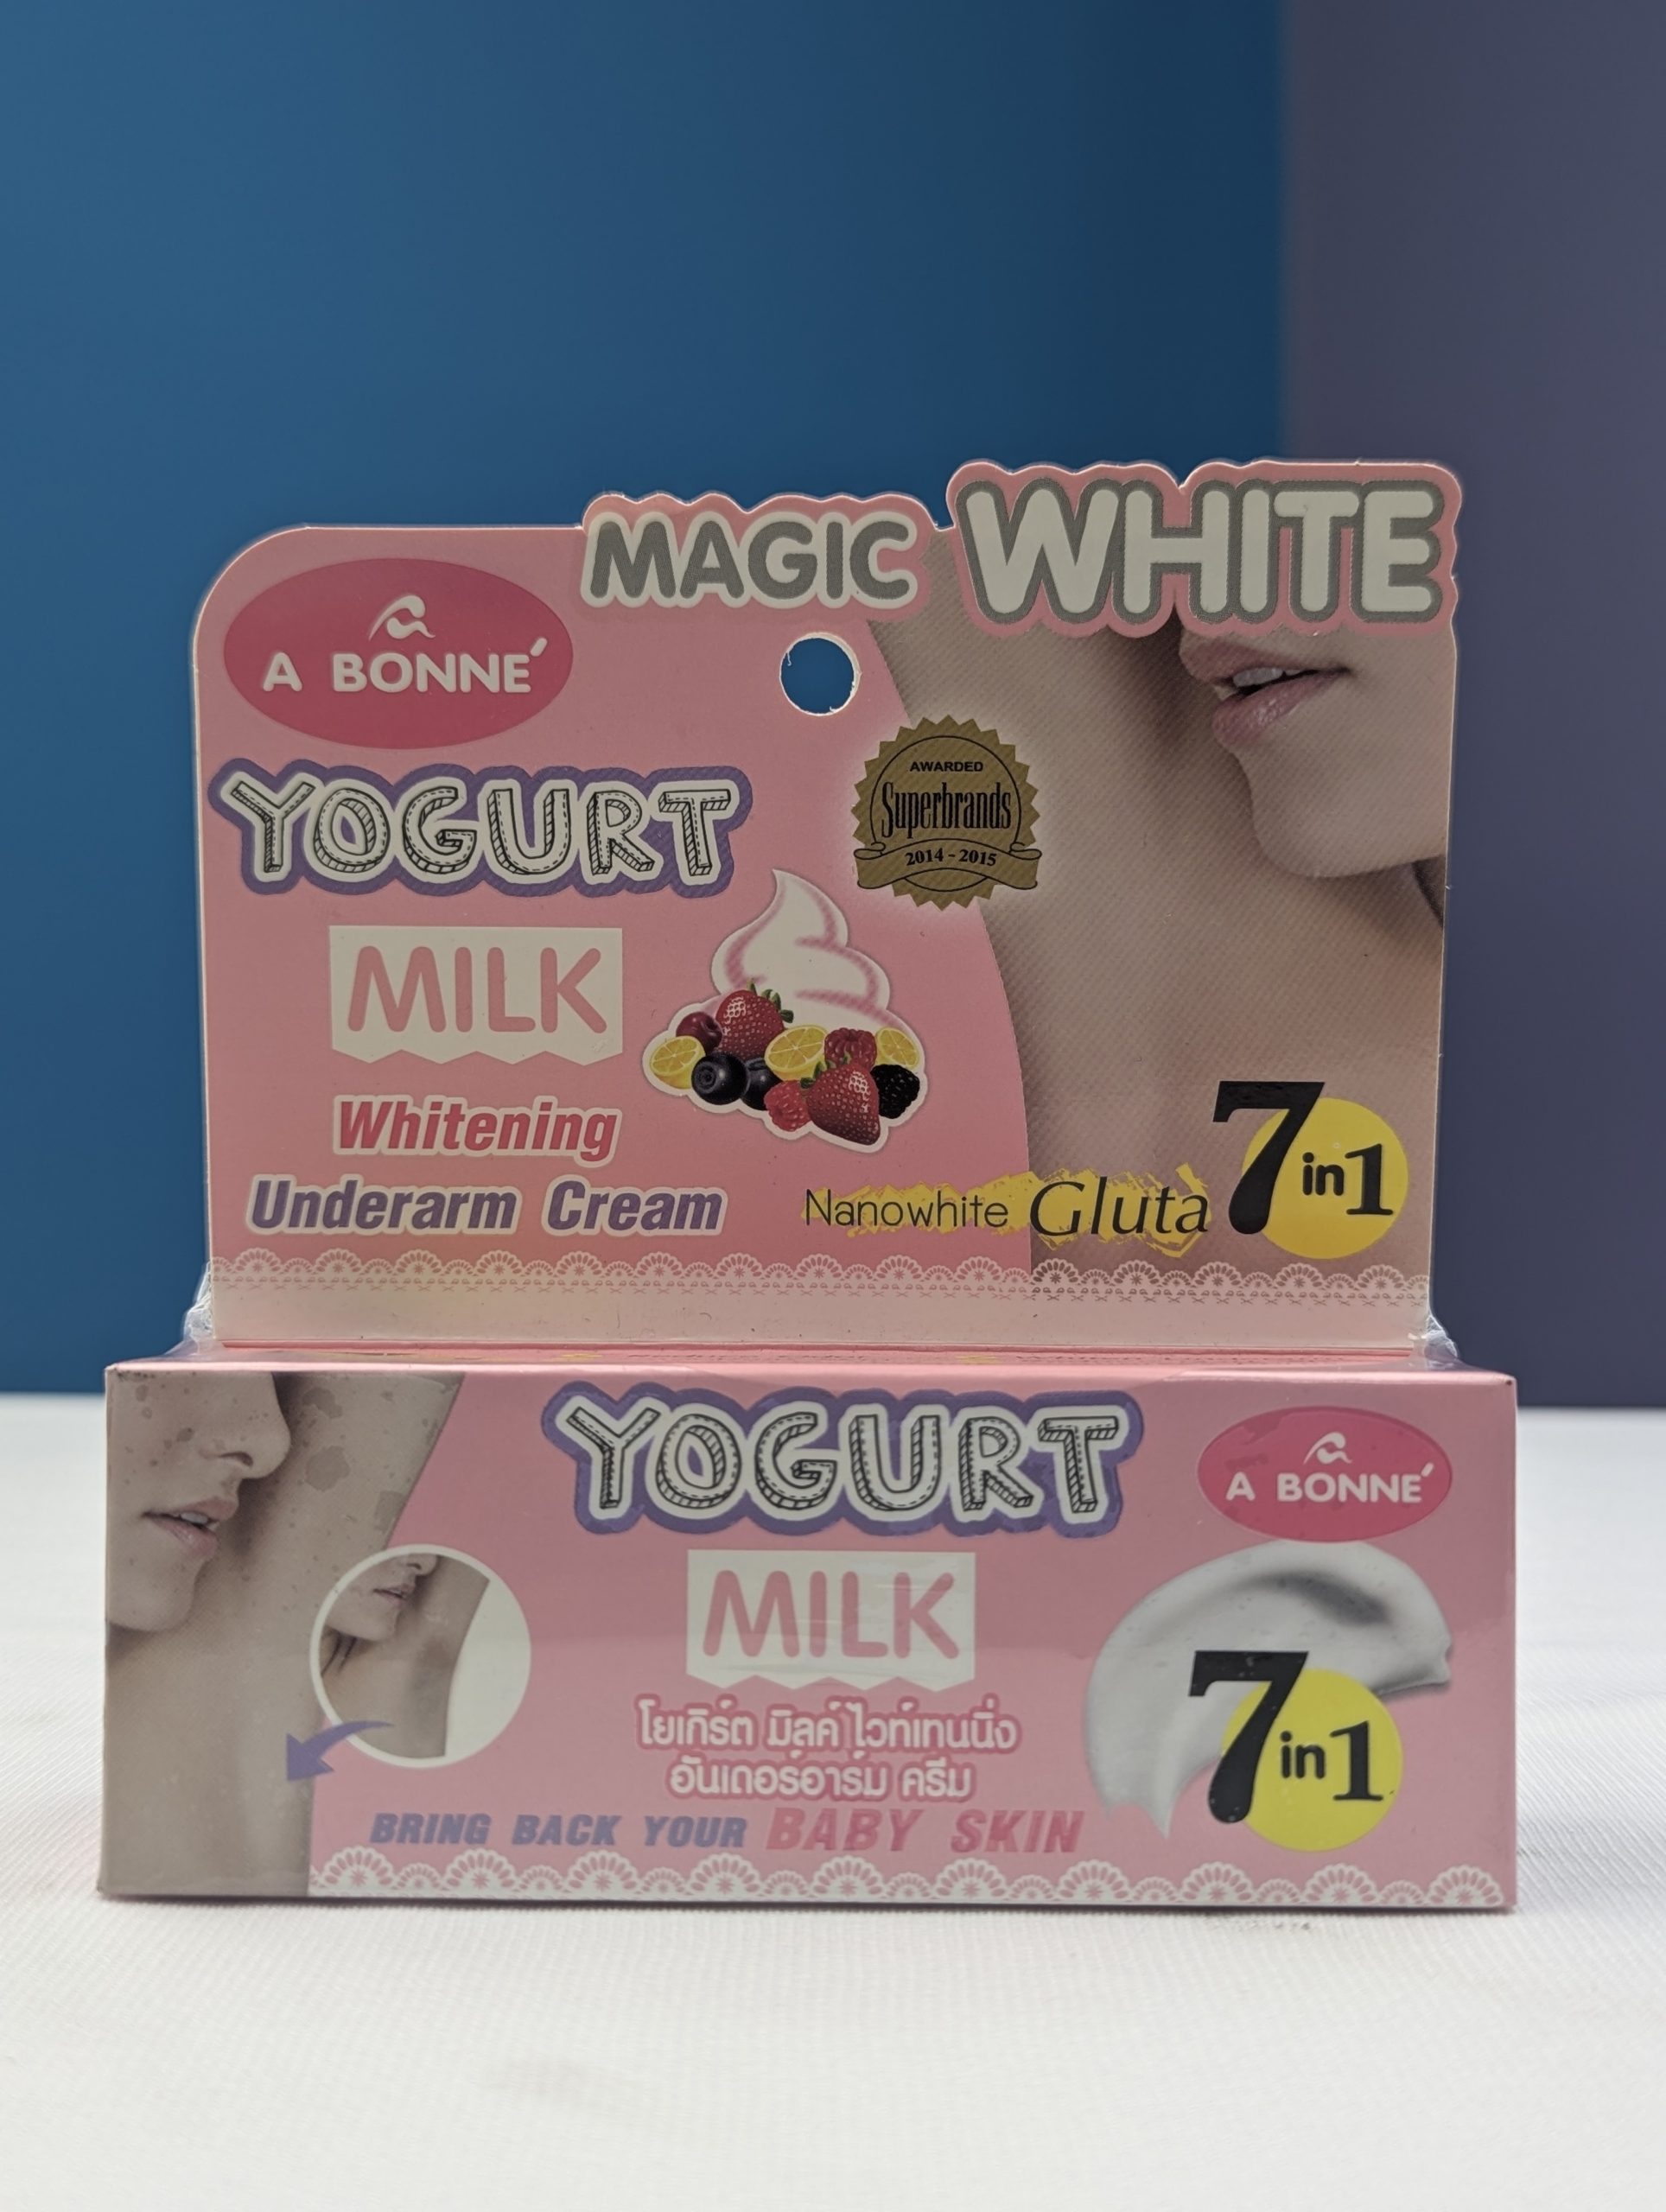 MAGIC WHITE
A BONNE´
YOGURT
MILK
Whitening
Underarm Cream
AWARDED
Superbrands
2014 - 2015
Nanowhite Gluta 7 in 1
YOGURT
A BONNE´
MILK
โยเกิร์ต มิลค์ ไวท์เทนนิ่ง
อันเดอร์อาร์ม ครีม
BRING BACK YOUR BABY SKIN
7 in 1